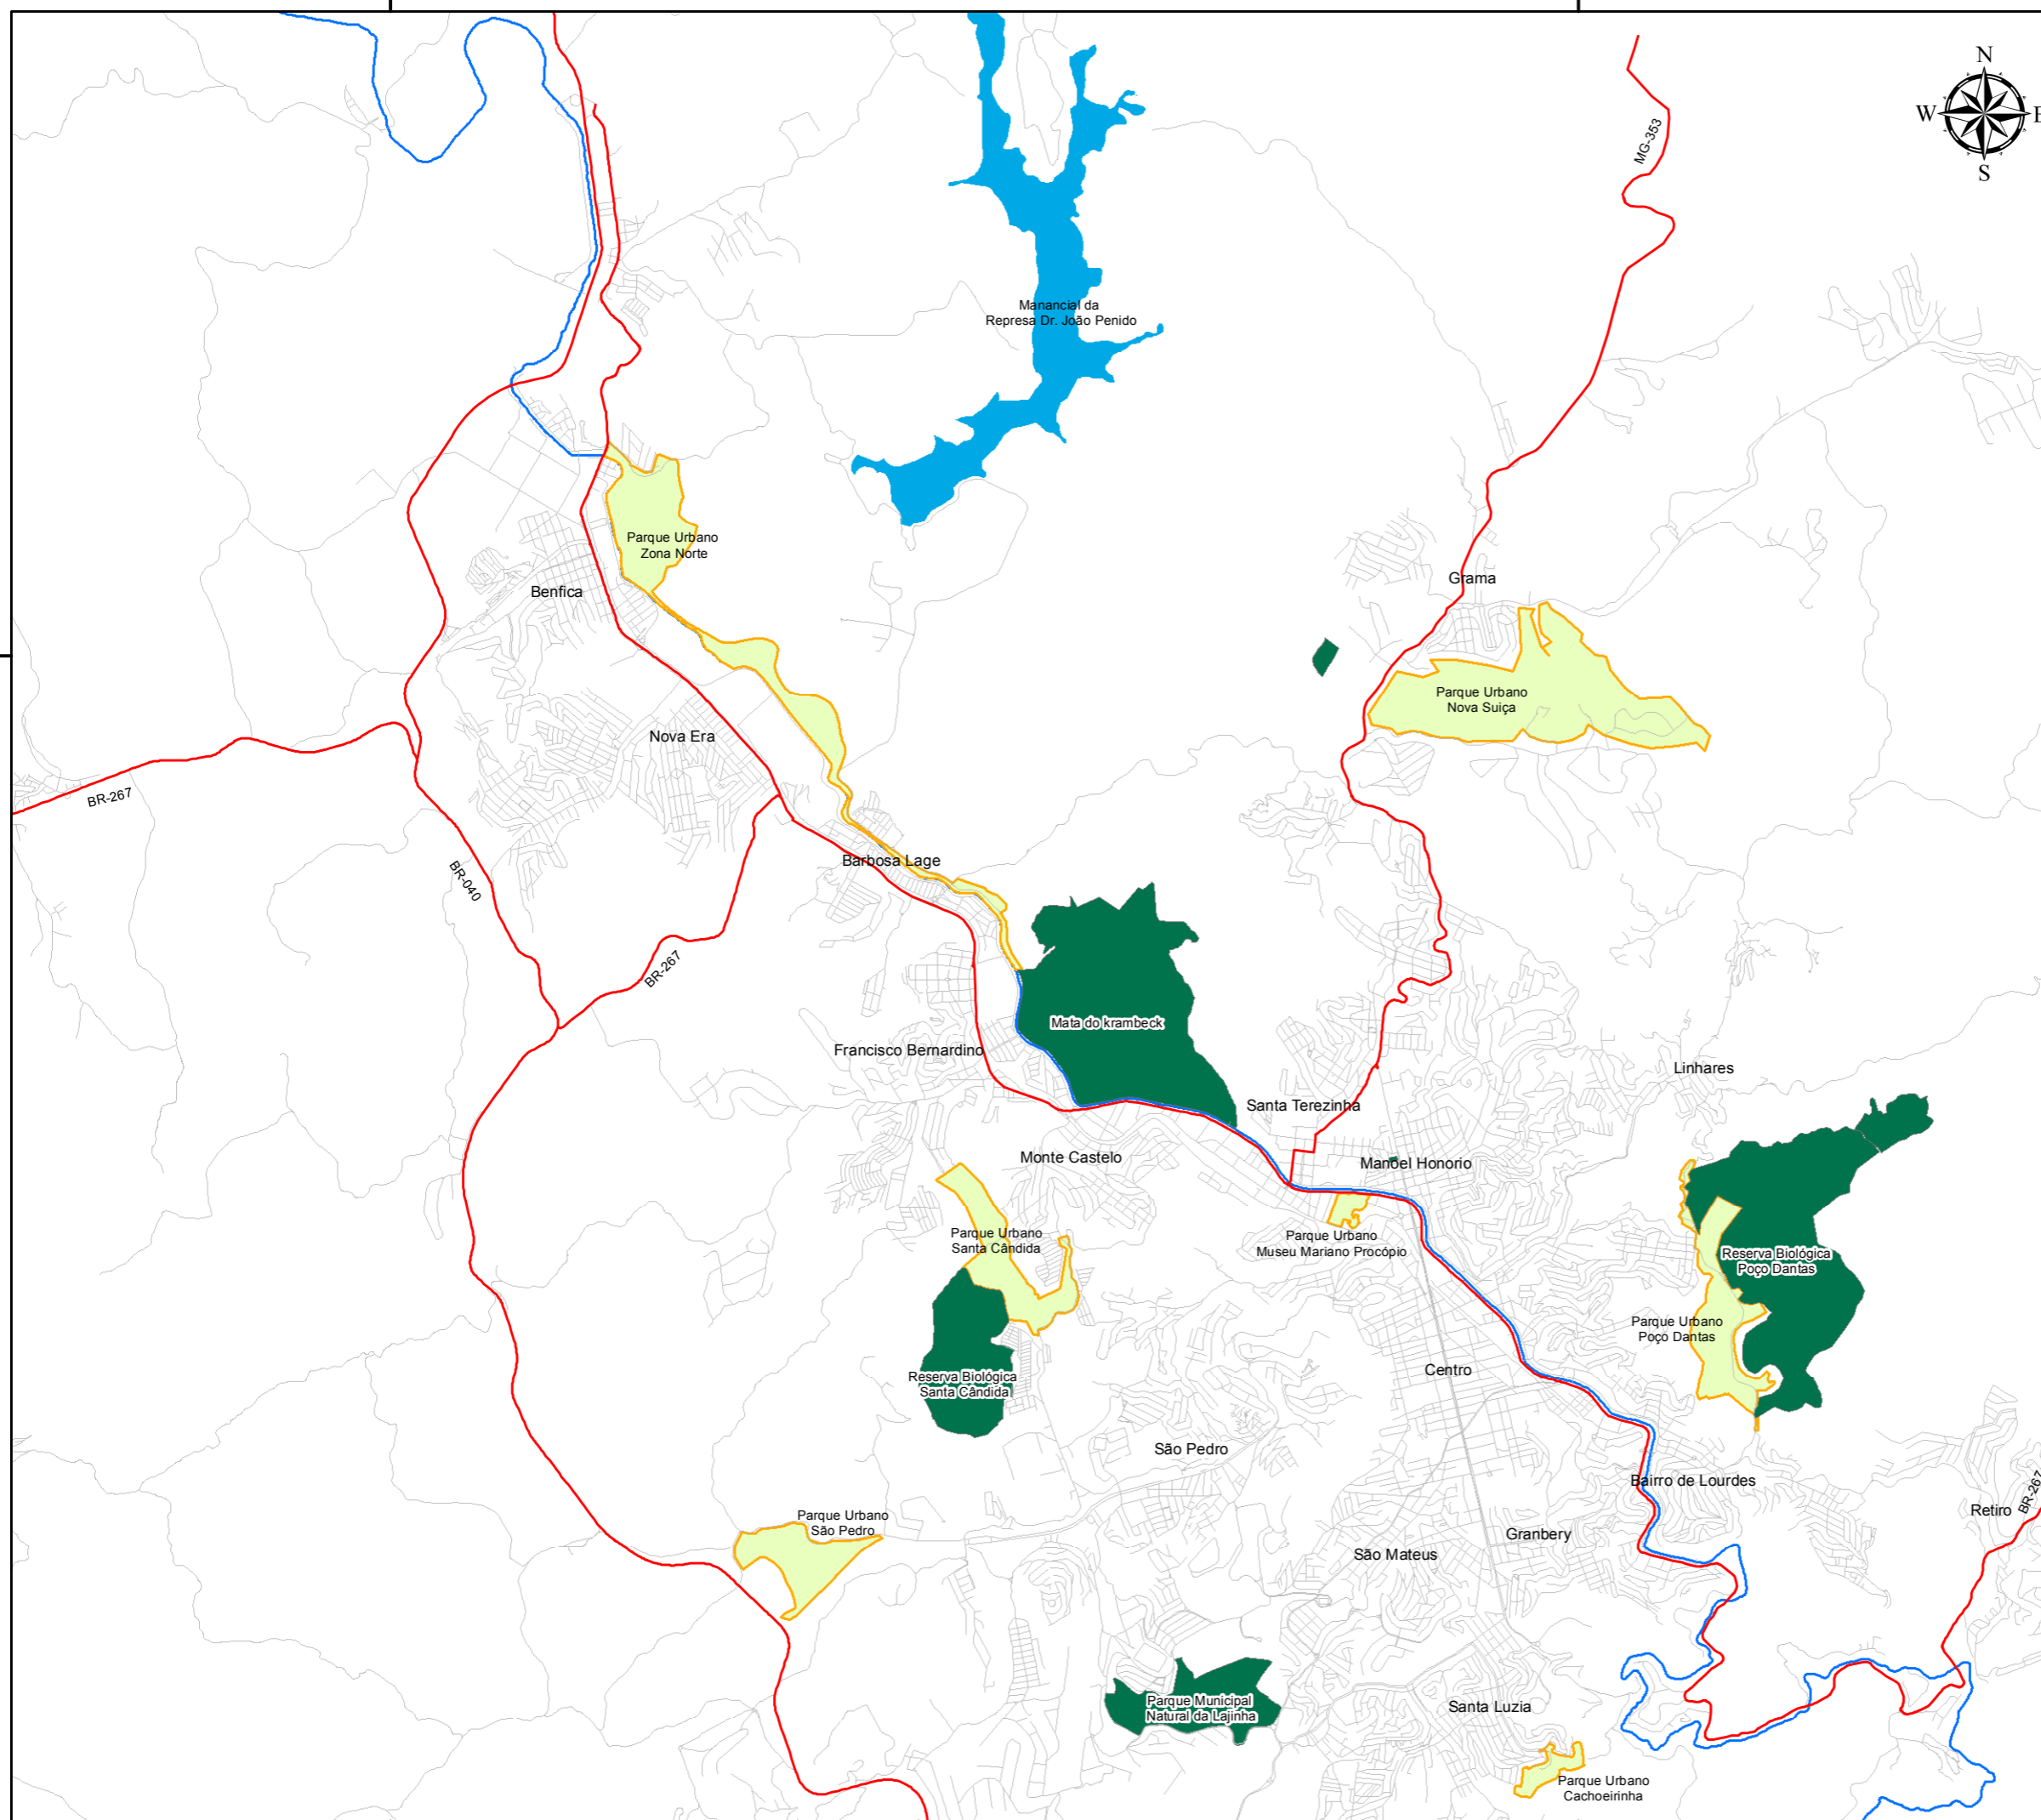 N
W
E
S
MG-353
Manancial da
Represa Dr. João Penido
Parque Urbano
Zona Norte
Grama
Benfica
Parque Urbano
Nova Suiça
Nova Era
BR-267
Barbosa Lage
BR-040
BR-267
Mata do krambeck
Francisco Bernardino
Linhares
Santa Terezinha
Monte Castelo
Manoel Honorio
Parque Urbano
Santa Cândida
Parque Urbano
Museu Mariano Procópio
Reserva Biológica
Poço Dantas
Parque Urbano
Poço Dantas
Centro
Reserva Biológica
Santa Cândida
São Pedro
Bairro de Lourdes
BR-267
Retiro
Parque Urbano
São Pedro
Granbery
São Mateus
Parque Municipal
Natural da Lajinha
Santa Luzia
Parque Urbano
Cachoeirinha